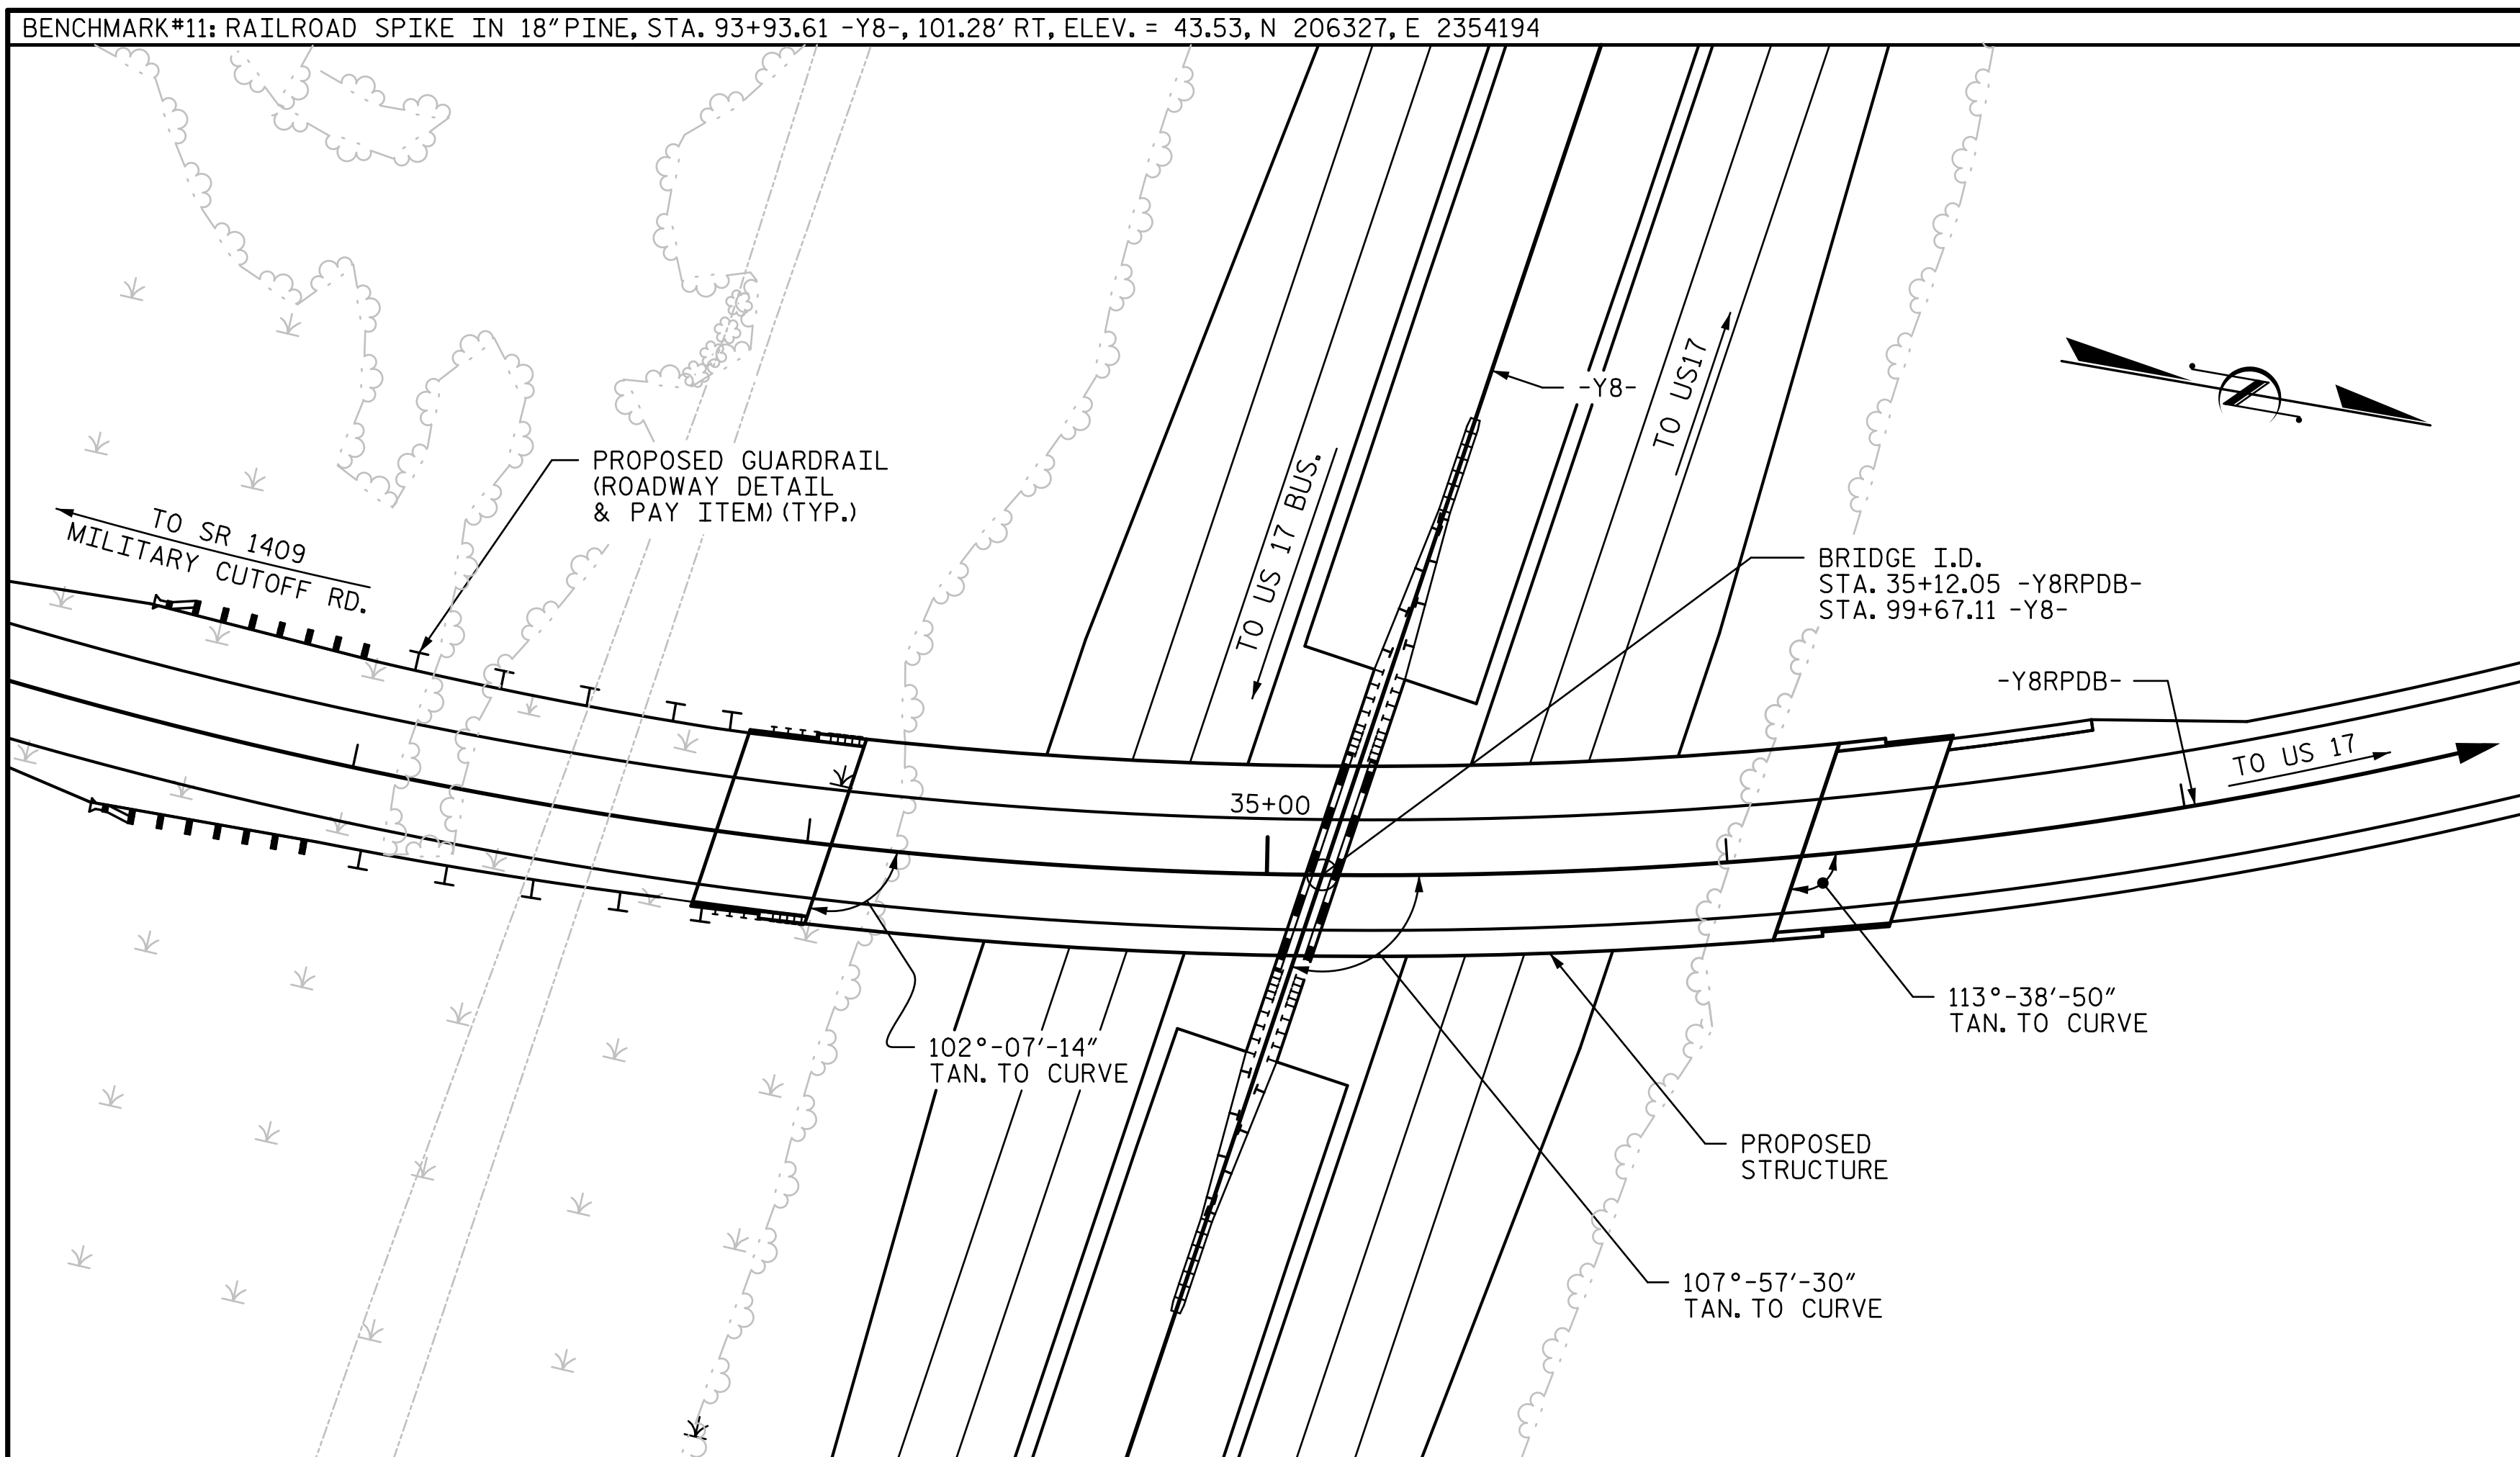 BENCHMARK#11: RAILROAD SPIKE IN 18" PINE, STA. 93+93.61 -Y8-, 101.28' RT, ELEV. = 43.53, N 206327, E 2354194
TO US17
-Y8-
PROPOSED GUARDRAIL
(ROADWAY DETAIL
& PAY ITEM) (TYP.)
TO US 17 BUS.
TO SR 1409
MILITARY CUTOFF RD.
BRIDGE I.D.
STA. 35+12.05 -Y8RPDB-
STA. 99+67.11 -Y8-
-Y8RPDB-
TO US 17
35+00
113°-38'-50"
TAN. TO CURVE
102°-07'-14"
TAN. TO CURVE
PROPOSED
STRUCTURE
107°-57'-30"
TAN. TO CURVE